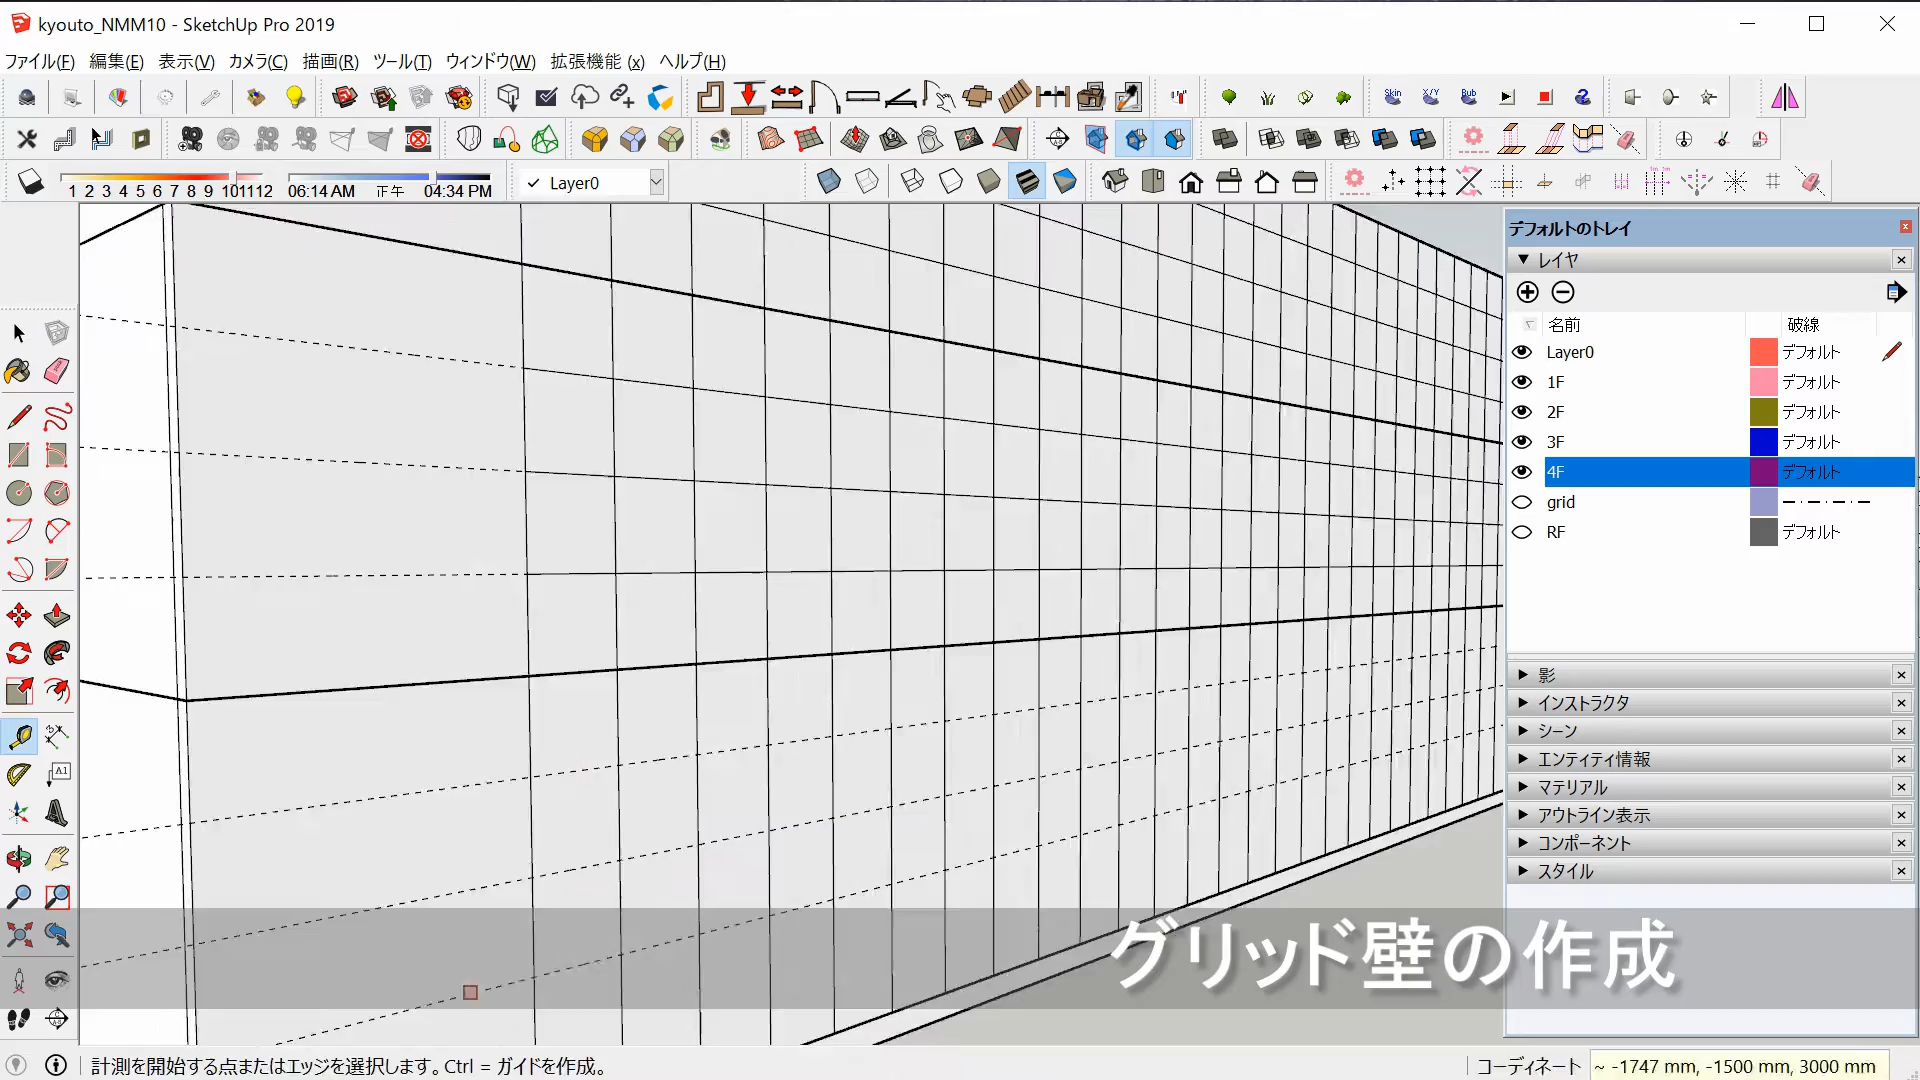 kyouto_NMM10 - SketchUp Pro 2019
ファイル(F) 編集(E) 表示(V) カメラ(C) 描画(R) ツール(T) ウィンドウ(W) 拡張機能 (x) ヘルプ(H)
Skin X/Y Bub
1 2 3 4 5 6 7 8 9 10 11 12 06:14 AM 正午 04:34 PM Layer0
デフォルトのトレイ
レイヤ
名前 破線
Layer0 デフォルト
1F デフォルト
2F デフォルト
3F デフォルト
4F デフォルト
grid
RF デフォルト
影
インストラクタ
シーン
エンティティ情報
マテリアル
アウトライン表示
コンポーネント
スタイル
A1
グリッド壁の作成
計測を開始する点またはエッジを選択します。Ctrl = ガイドを作成。
コーディネート ~ -1747 mm, -1500 mm, 3000 mm